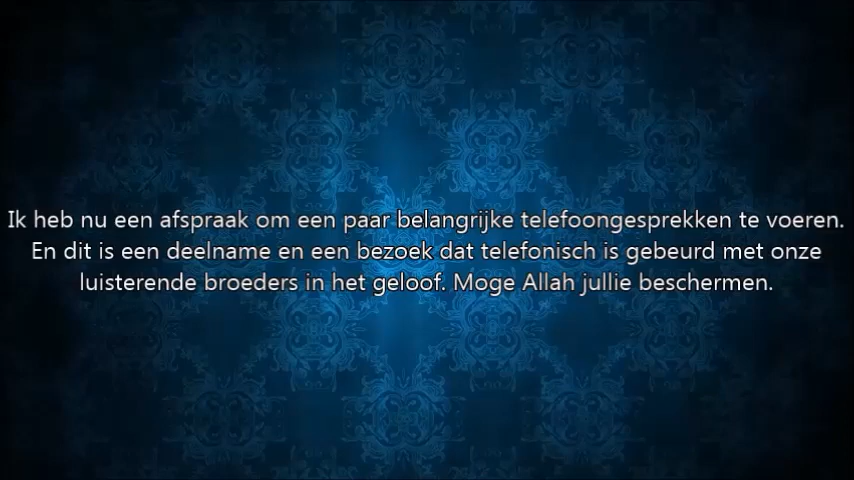 Ik heb nu een afspraak om een paar belangrijke telefoongesprekken te voeren.
En dit is een deelname en een bezoek dat telefonisch is gebeurd met onze
luisterende broeders in het geloof. Moge Allah jullie beschermen.